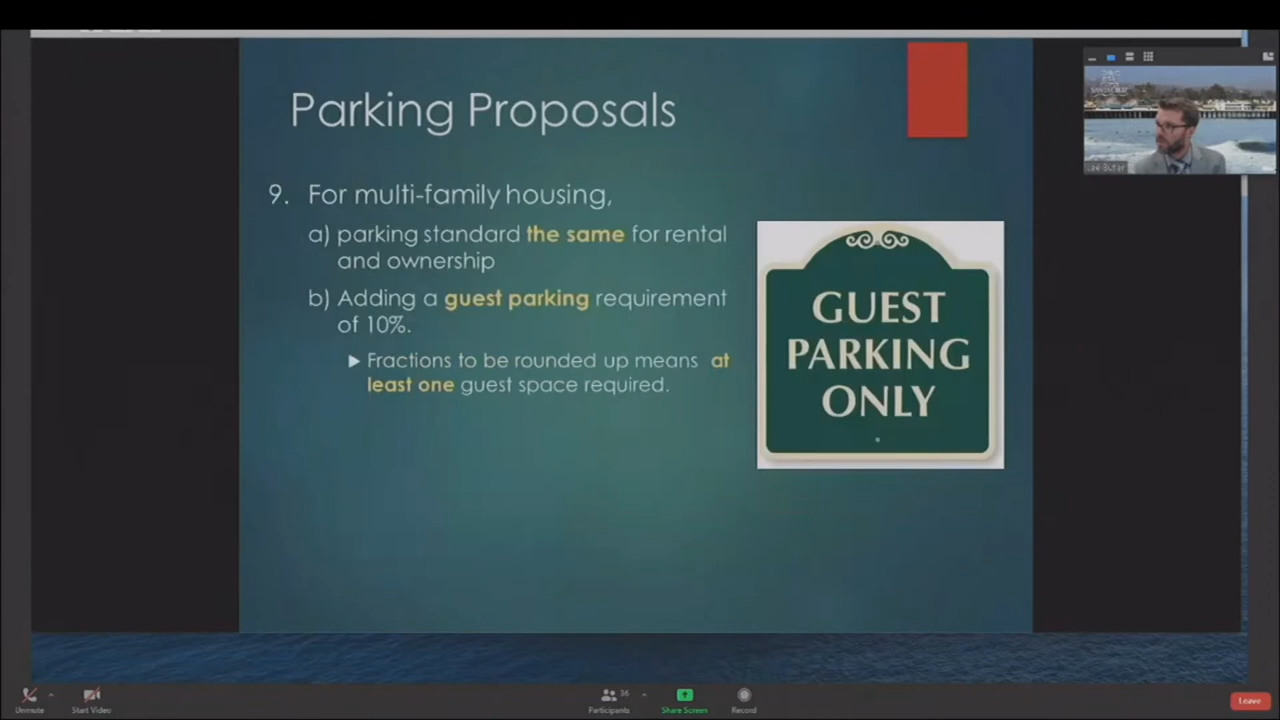 Parking Proposals
9. For multi-family housing,
a) parking standard the same for rental
and ownership
b) Adding a guest parking requirement
of 10%.
Fractions to be rounded up means at
least one guest space required.
GUEST
PARKING
ONLY
Unmute
Start Video
36
Participants
Share Screen
Record
Leave